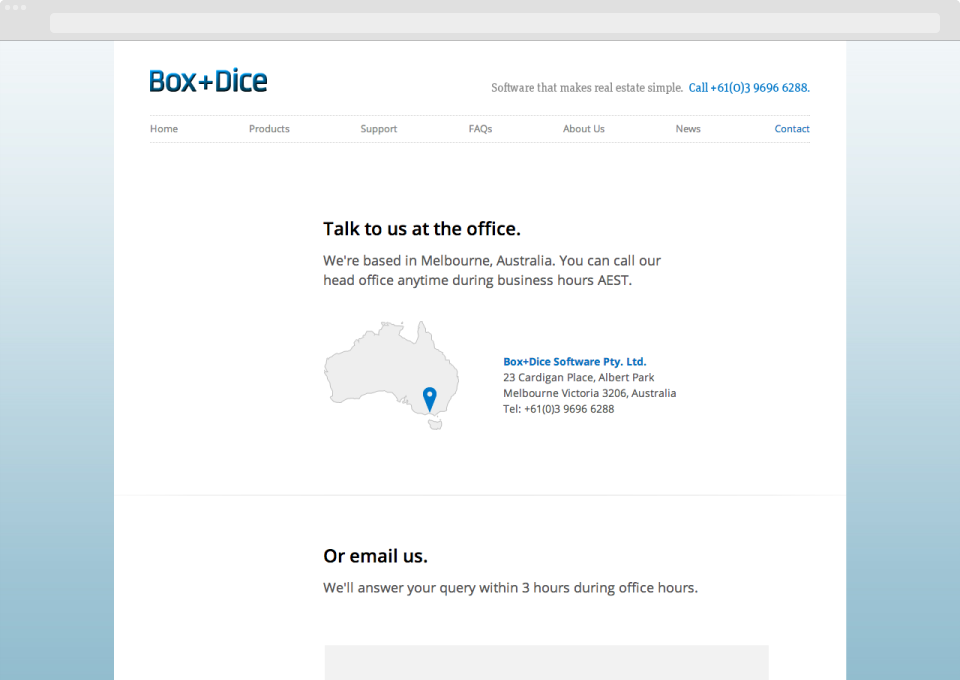 Box+Dice
Software that makes real estate simple. Call +61(0)3 9696 6288.
Home Products Support FAQs About Us News Contact
Talk to us at the office.
We're based in Melbourne, Australia. You can call our
head office anytime during business hours AEST.
Box+Dice Software Pty. Ltd.
23 Cardigan Place, Albert Park
Melbourne Victoria 3206, Australia
Tel: +61(0)3 9696 6288
Or email us.
We'll answer your query within 3 hours during office hours.